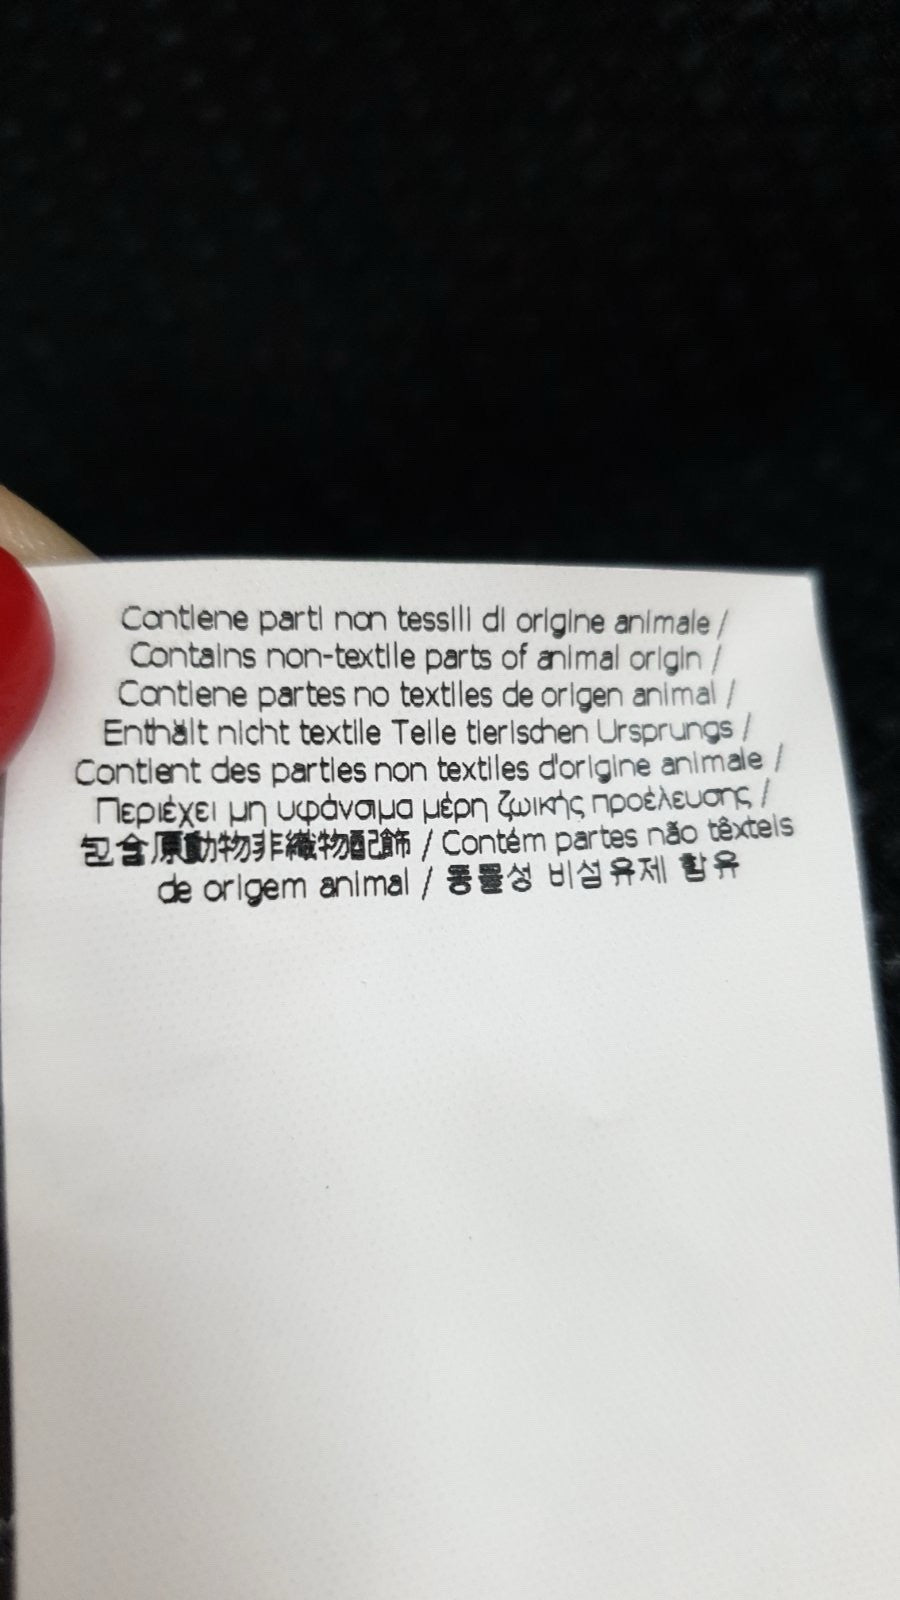 Contiene parti non tessili di origine animale /
Contains non-textile parts of animal origin /
Contiene partes no textiles de origen animal /
Enthält nicht textile Teile tierischen Ursprungs /
Contient des parties non textiles d'origine animale /
Περιέχει μη υφάνσιμα μέρη ζωικής προέλευσης /
包含原動物非織物配飾 / Contém partes não têxteis
de origem animal / 동물성 비섬유제 함유